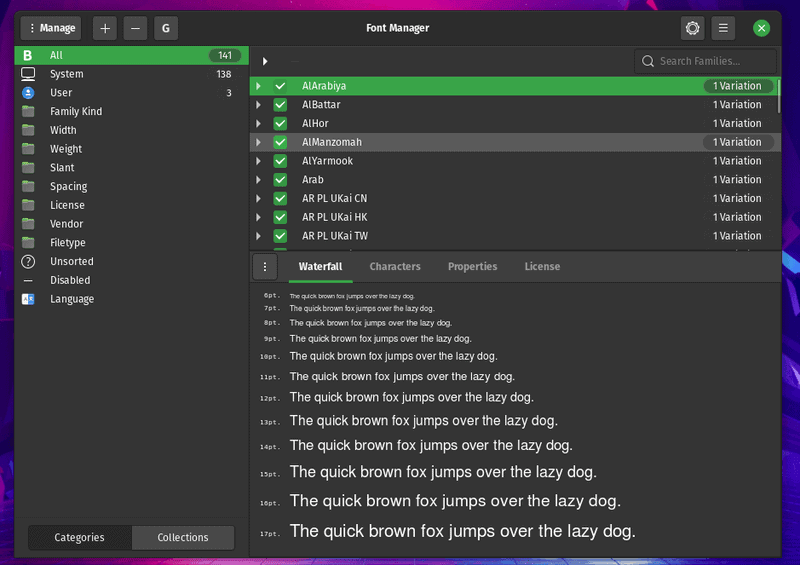 Manage
G
Font Manager
B All 141
System 138
User 3
Family Kind
Width
Weight
Slant
Spacing
License
Vendor
Filetype
? Unsorted
Disabled
Language
Categories
Collections
Search Families...
AlArabiya 1 Variation
AlBattar 1 Variation
AlHor 1 Variation
AlManzomah 1 Variation
AlYarmook 1 Variation
Arab 1 Variation
AR PL UKai CN 1 Variation
AR PL UKai HK 1 Variation
AR PL UKai TW 1 Variation
Waterfall Characters Properties License
6pt. The quick brown fox jumps over the lazy dog.
7pt. The quick brown fox jumps over the lazy dog.
8pt. The quick brown fox jumps over the lazy dog.
9pt. The quick brown fox jumps over the lazy dog.
10pt. The quick brown fox jumps over the lazy dog.
11pt. The quick brown fox jumps over the lazy dog.
12pt. The quick brown fox jumps over the lazy dog.
13pt. The quick brown fox jumps over the lazy dog.
14pt. The quick brown fox jumps over the lazy dog.
15pt. The quick brown fox jumps over the lazy dog.
16pt. The quick brown fox jumps over the lazy dog.
17pt. The quick brown fox jumps over the lazy dog.